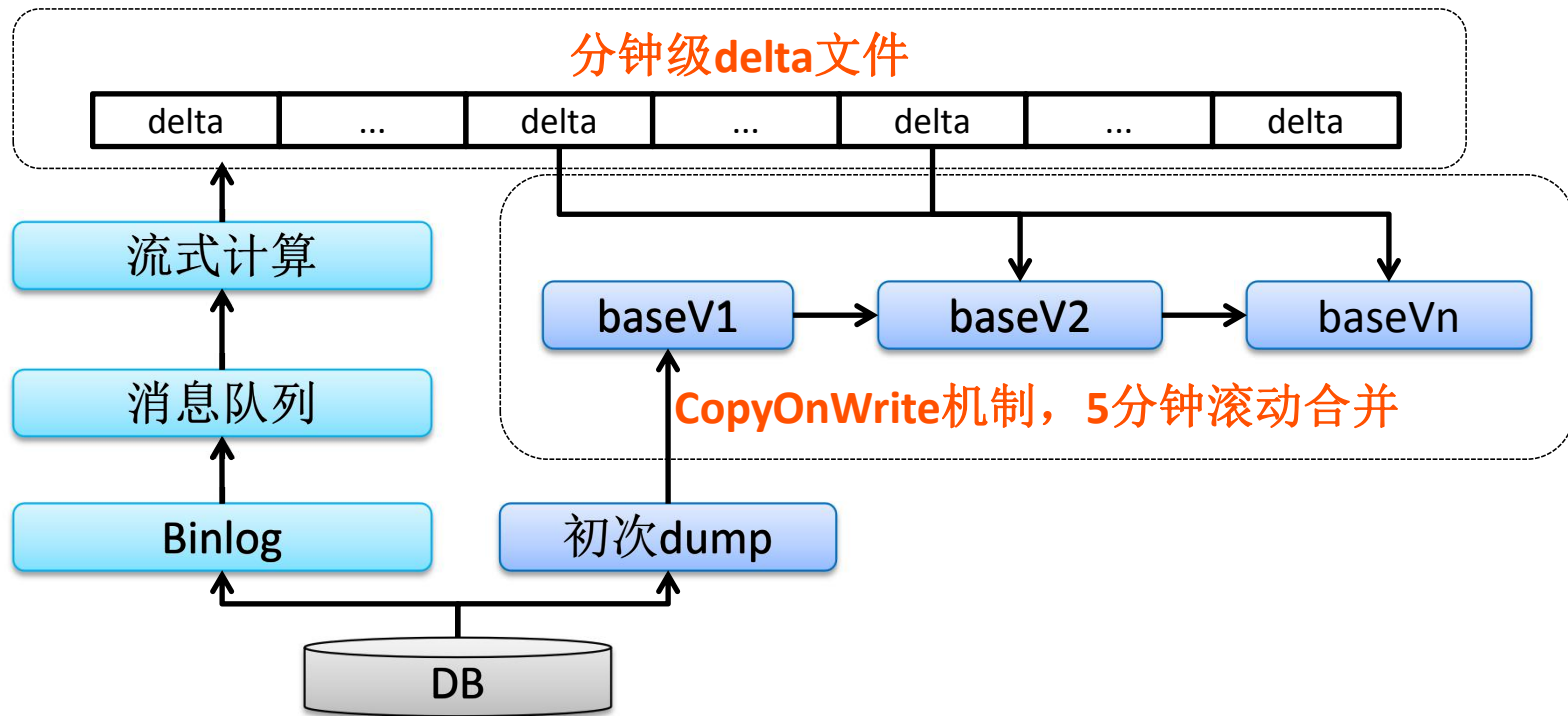 分钟级delta文件
delta ... delta ... delta ... delta
流式计算
baseV1 baseV2 baseVn
消息队列
CopyOnWrite机制，5分钟滚动合并
Binlog 初次dump
DB